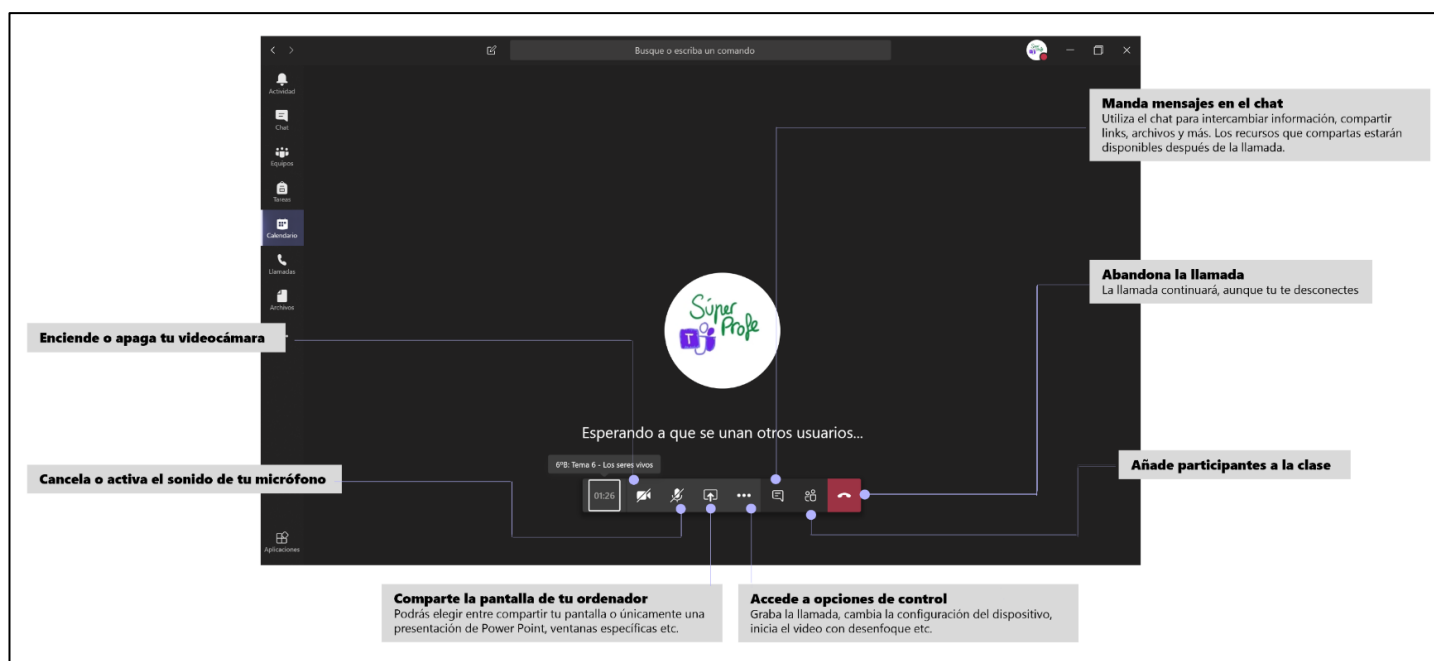 Busque o escriba un comando
Actividad
Chat
Equipos
Tareas
Calendario
Llamadas
Archivos
Manda mensajes en el chat
Utiliza el chat para intercambiar información, compartir
links, archivos y más. Los recursos que compartas estarán
disponibles después de la llamada.
Abandona la llamada
La llamada continuará, aunque tu te desconectes
Súper
Profe
T
Enciende o apaga tu videocámara
Esperando a que se unan otros usuarios...
6ºB: Tema 6 - Los seres vivos
Añade participantes a la clase
Cancela o activa el sonido de tu micrófono
01:26
Aplicaciones
Comparte la pantalla de tu ordenador
Podrás elegir entre compartir tu pantalla o únicamente una
presentación de Power Point, ventanas específicas etc.
Accede a opciones de control
Graba la llamada, cambia la configuración del dispositivo,
inicia el video con desenfoque etc.